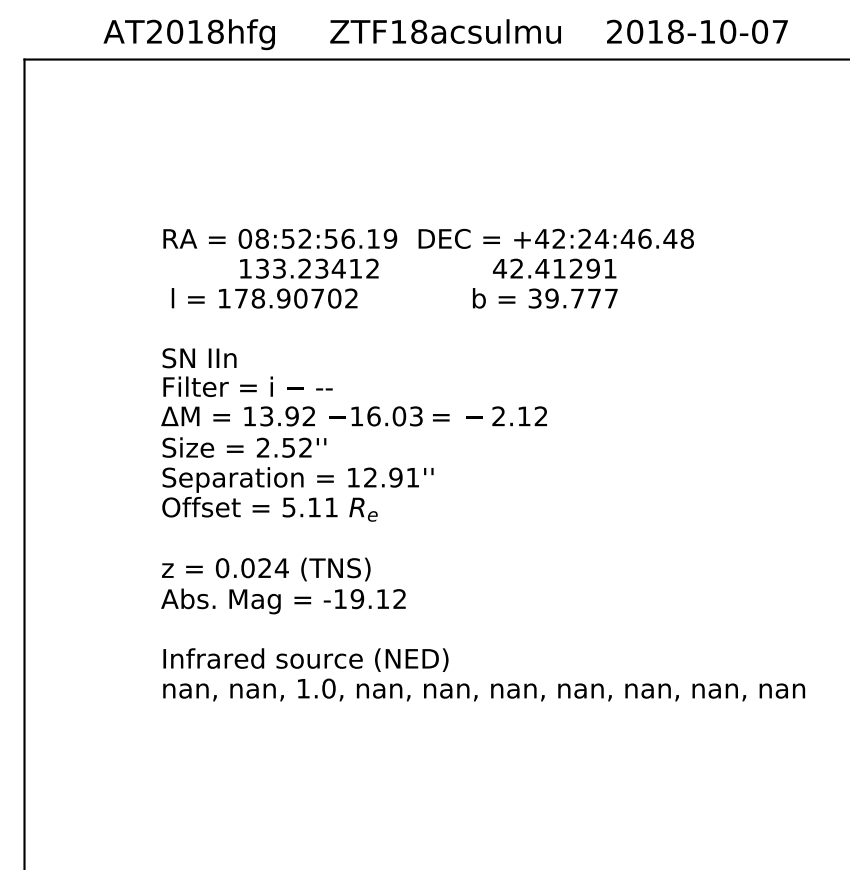 AT2018hfg ZTF18acsulmu 2018-10-07
RA = 08:52:56.19 DEC = +42:24:46.48
133.23412 42.41291
l = 178.90702 b = 39.777
SN IIn
Filter = i − --
ΔM = 13.92 −16.03 = −2.12
Size = 2.52''
Separation = 12.91''
Offset = 5.11 Re
z = 0.024 (TNS)
Abs. Mag = -19.12
Infrared source (NED)
nan, nan, 1.0, nan, nan, nan, nan, nan, nan, nan